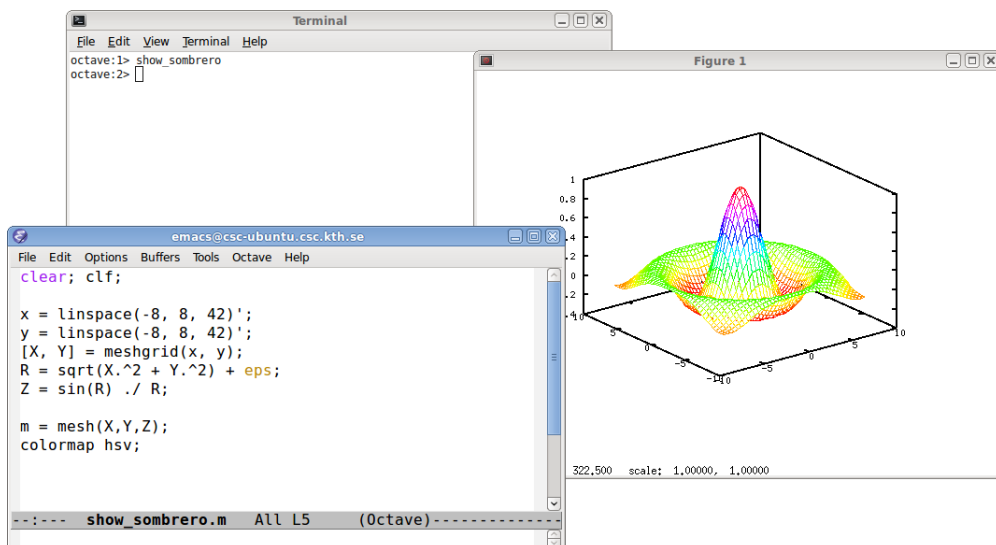 Terminal
File Edit View Terminal Help
octave:1> show_sombrero
octave:2>
Figure 1
1
0.8
0.6
.4
.2
0
.2
.4
10
5
0
-5
-10
10
-5
0
5
10
322.500 scale: 1.00000, 1.00000
emacs@csc-ubuntu.csc.kth.se
File Edit Options Buffers Tools Octave Help
clear; clf;
x = linspace(-8, 8, 42)';
y = linspace(-8, 8, 42)';
[X, Y] = meshgrid(x, y);
R = sqrt(X.^2 + Y.^2) + eps;
Z = sin(R) ./ R;
m = mesh(X,Y,Z);
colormap hsv;
--:--- show_sombrero.m All L5 (Octave)---------------